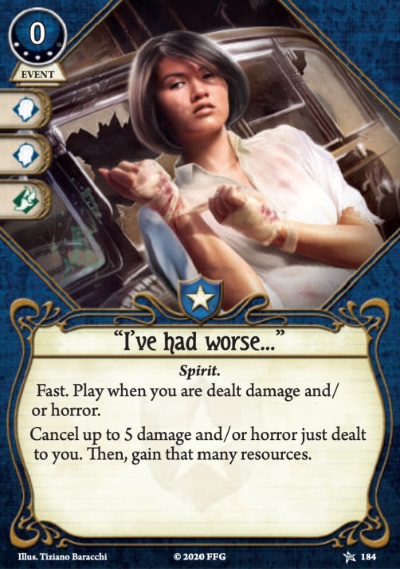 0
EVENT
“I’ve had worse…”
Spirit.
Fast. Play when you are dealt damage and/
or horror.
Cancel up to 5 damage and/or horror just dealt
to you. Then, gain that many resources.
Illus. Tiziano Baracchi
© 2020 FFG
184